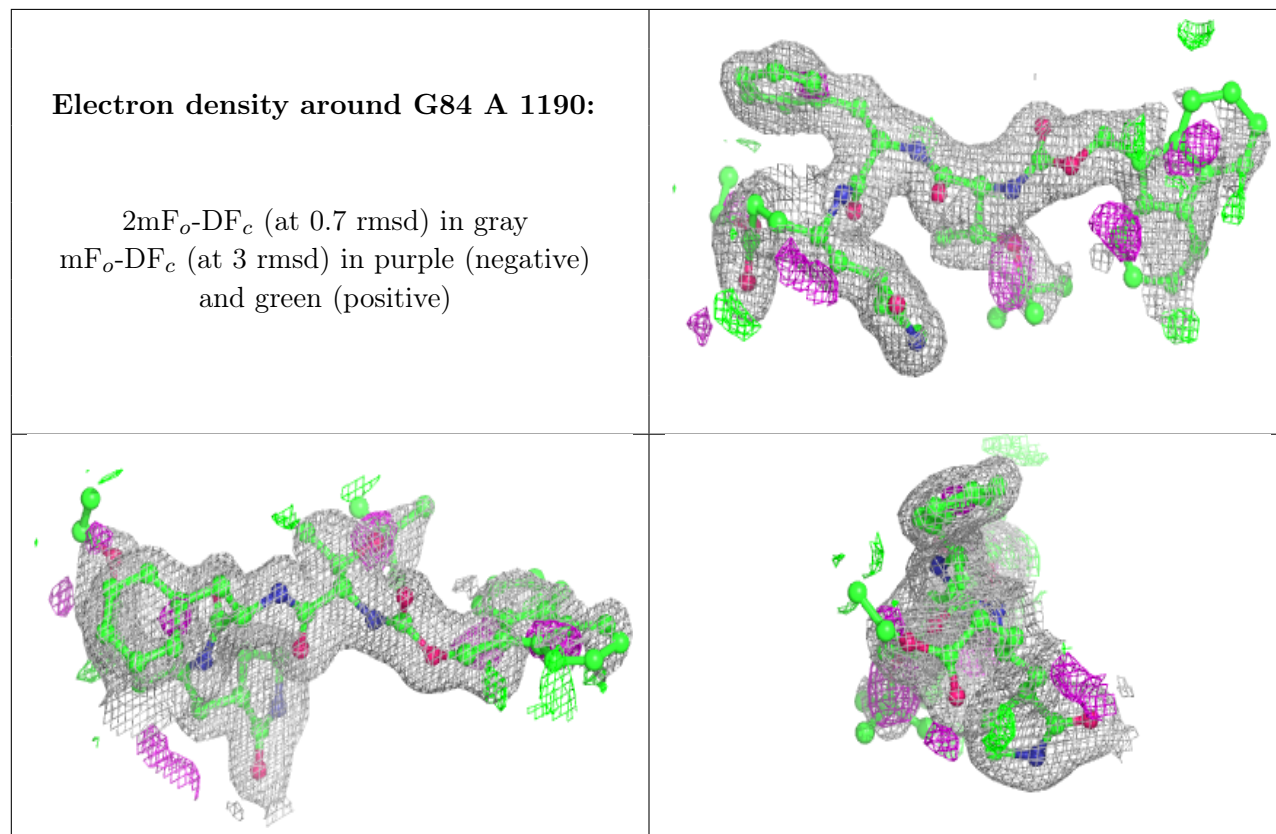 Electron density around G84 A 1190:
2mFo-DFc (at 0.7 rmsd) in gray
mFo-DFc (at 3 rmsd) in purple (negative)
and green (positive)